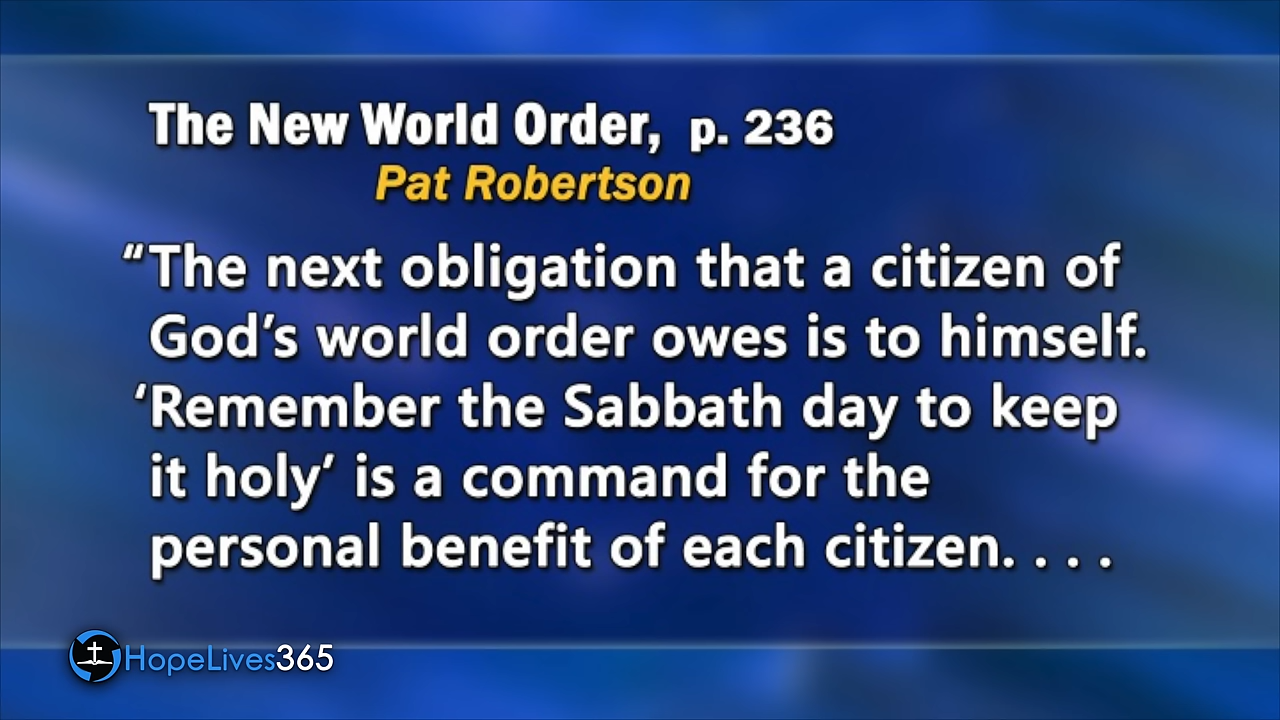 The New World Order, p. 236
Pat Robertson
“The next obligation that a citizen of
God’s world order owes is to himself.
‘Remember the Sabbath day to keep
it holy’ is a command for the
personal benefit of each citizen. . . .
HopeLives365